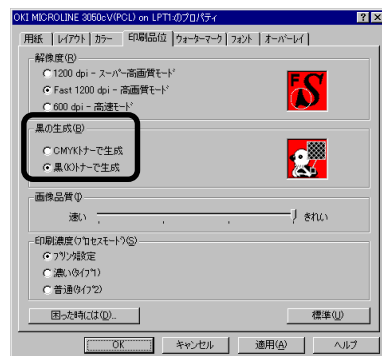 OKI MICROLINE 3050cV(PCL) on LPT1:のプロパティ
用紙 レイアウト カラー 印刷品位 ウォーターマーク フォント オーバーレイ
解像度(R)
1200 dpi - スーパー高画質モード
Fast 1200 dpi - 高画質モード
600 dpi - 高速モード
FS
黒の生成(B)
CMYKトナーで生成
黒(K)トナーで生成
画像品質(I)
速い きれい
印刷濃度(プロセスモード)(S)
プリンタ設定
濃い(タイプ1)
普通(タイプ2)
困った時には(D)... 標準(U)
OK キャンセル 適用(A) ヘルプ